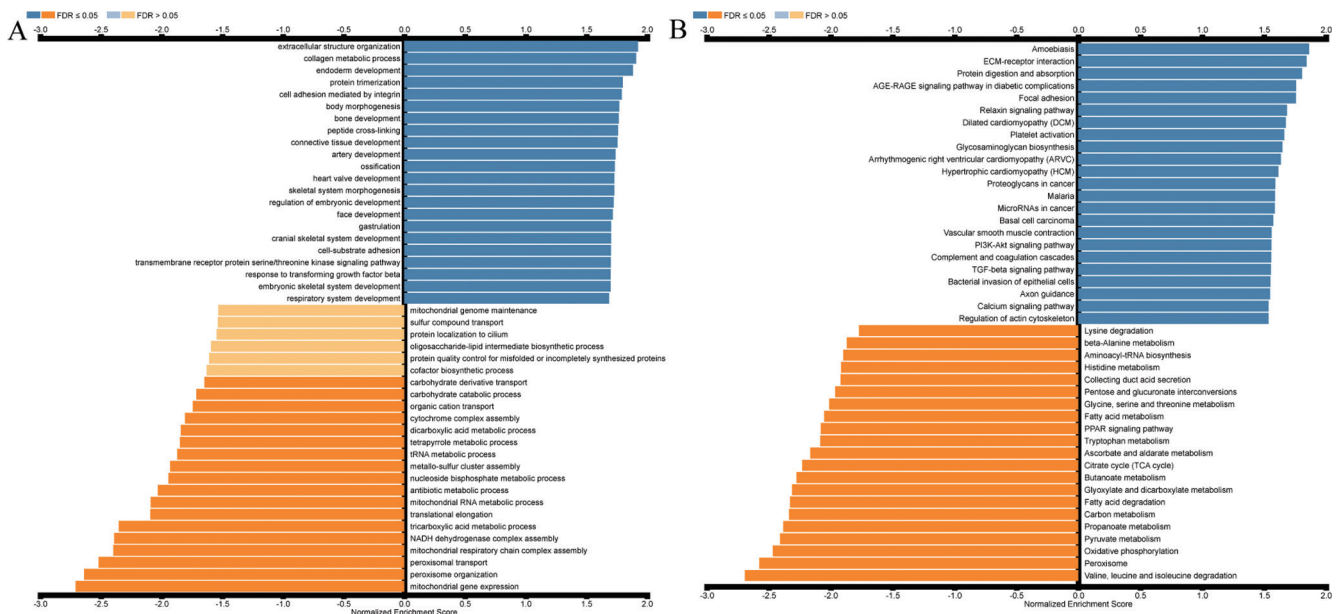 A
FDR ≤ 0.05 FDR > 0.05
-3.0 -2.5 -2.0 -1.5 -1.0 -0.5 0.0 0.5 1.0 1.5 2.0
extracellular structure organization
collagen metabolic process
endoderm development
protein trimerization
cell adhesion mediated by integrin
body morphogenesis
bone development
peptide cross-linking
connective tissue development
artery development
ossification
heart valve development
skeletal system morphogenesis
regulation of embryonic development
face development
gastrulation
cranial skeletal system development
cell-substrate adhesion
transmembrane receptor protein serine/threonine kinase signaling pathway
response to transforming growth factor beta
embryonic skeletal system development
respiratory system development
mitochondrial genome maintenance
sulfur compound transport
protein localization to cilium
oligosaccharide-lipid intermediate biosynthetic process
protein quality control for misfolded or incompletely synthesized proteins
cofactor biosynthetic process
carbohydrate derivative transport
carbohydrate catabolic process
organic cation transport
cytochrome complex assembly
dicarboxylic acid metabolic process
tetrapyrrole metabolic process
tRNA metabolic process
metallo-sulfur cluster assembly
nucleoside bisphosphate metabolic process
antibiotic metabolic process
mitochondrial RNA metabolic process
translational elongation
tricarboxylic acid metabolic process
NADH dehydrogenase complex assembly
mitochondrial respiratory chain complex assembly
peroxisomal transport
peroxisome organization
mitochondrial gene expression
-3.0 -2.5 -2.0 -1.5 -1.0 -0.5 0.0 0.5 1.0 1.5 2.0
Normalized Enrichment Score
B
FDR ≤ 0.05 FDR > 0.05
-3.0 -2.5 -2.0 -1.5 -1.0 -0.5 0.0 0.5 1.0 1.5 2.0
Amoebiasis
ECM-receptor interaction
Protein digestion and absorption
AGE-RAGE signaling pathway in diabetic complications
Focal adhesion
Relaxin signaling pathway
Dilated cardiomyopathy (DCM)
Platelet activation
Glycosaminoglycan biosynthesis
Arrhythmogenic right ventricular cardiomyopathy (ARVC)
Hypertrophic cardiomyopathy (HCM)
Proteoglycans in cancer
Malaria
MicroRNAs in cancer
Basal cell carcinoma
Vascular smooth muscle contraction
PI3K-Akt signaling pathway
Complement and coagulation cascades
TGF-beta signaling pathway
Bacterial invasion of epithelial cells
Axon guidance
Calcium signaling pathway
Regulation of actin cytoskeleton
Lysine degradation
beta-Alanine metabolism
Aminoacyl-tRNA biosynthesis
Histidine metabolism
Collecting duct acid secretion
Pentose and glucuronate interconversions
Glycine, serine and threonine metabolism
Fatty acid metabolism
PPAR signaling pathway
Tryptophan metabolism
Ascorbate and aldarate metabolism
Citrate cycle (TCA cycle)
Butanoate metabolism
Glyoxylate and dicarboxylate metabolism
Fatty acid degradation
Carbon metabolism
Propanoate metabolism
Pyruvate metabolism
Oxidative phosphorylation
Peroxisome
Valine, leucine and isoleucine degradation
-3.0 -2.5 -2.0 -1.5 -1.0 -0.5 0.0 0.5 1.0 1.5 2.0
Normalized Enrichment Score